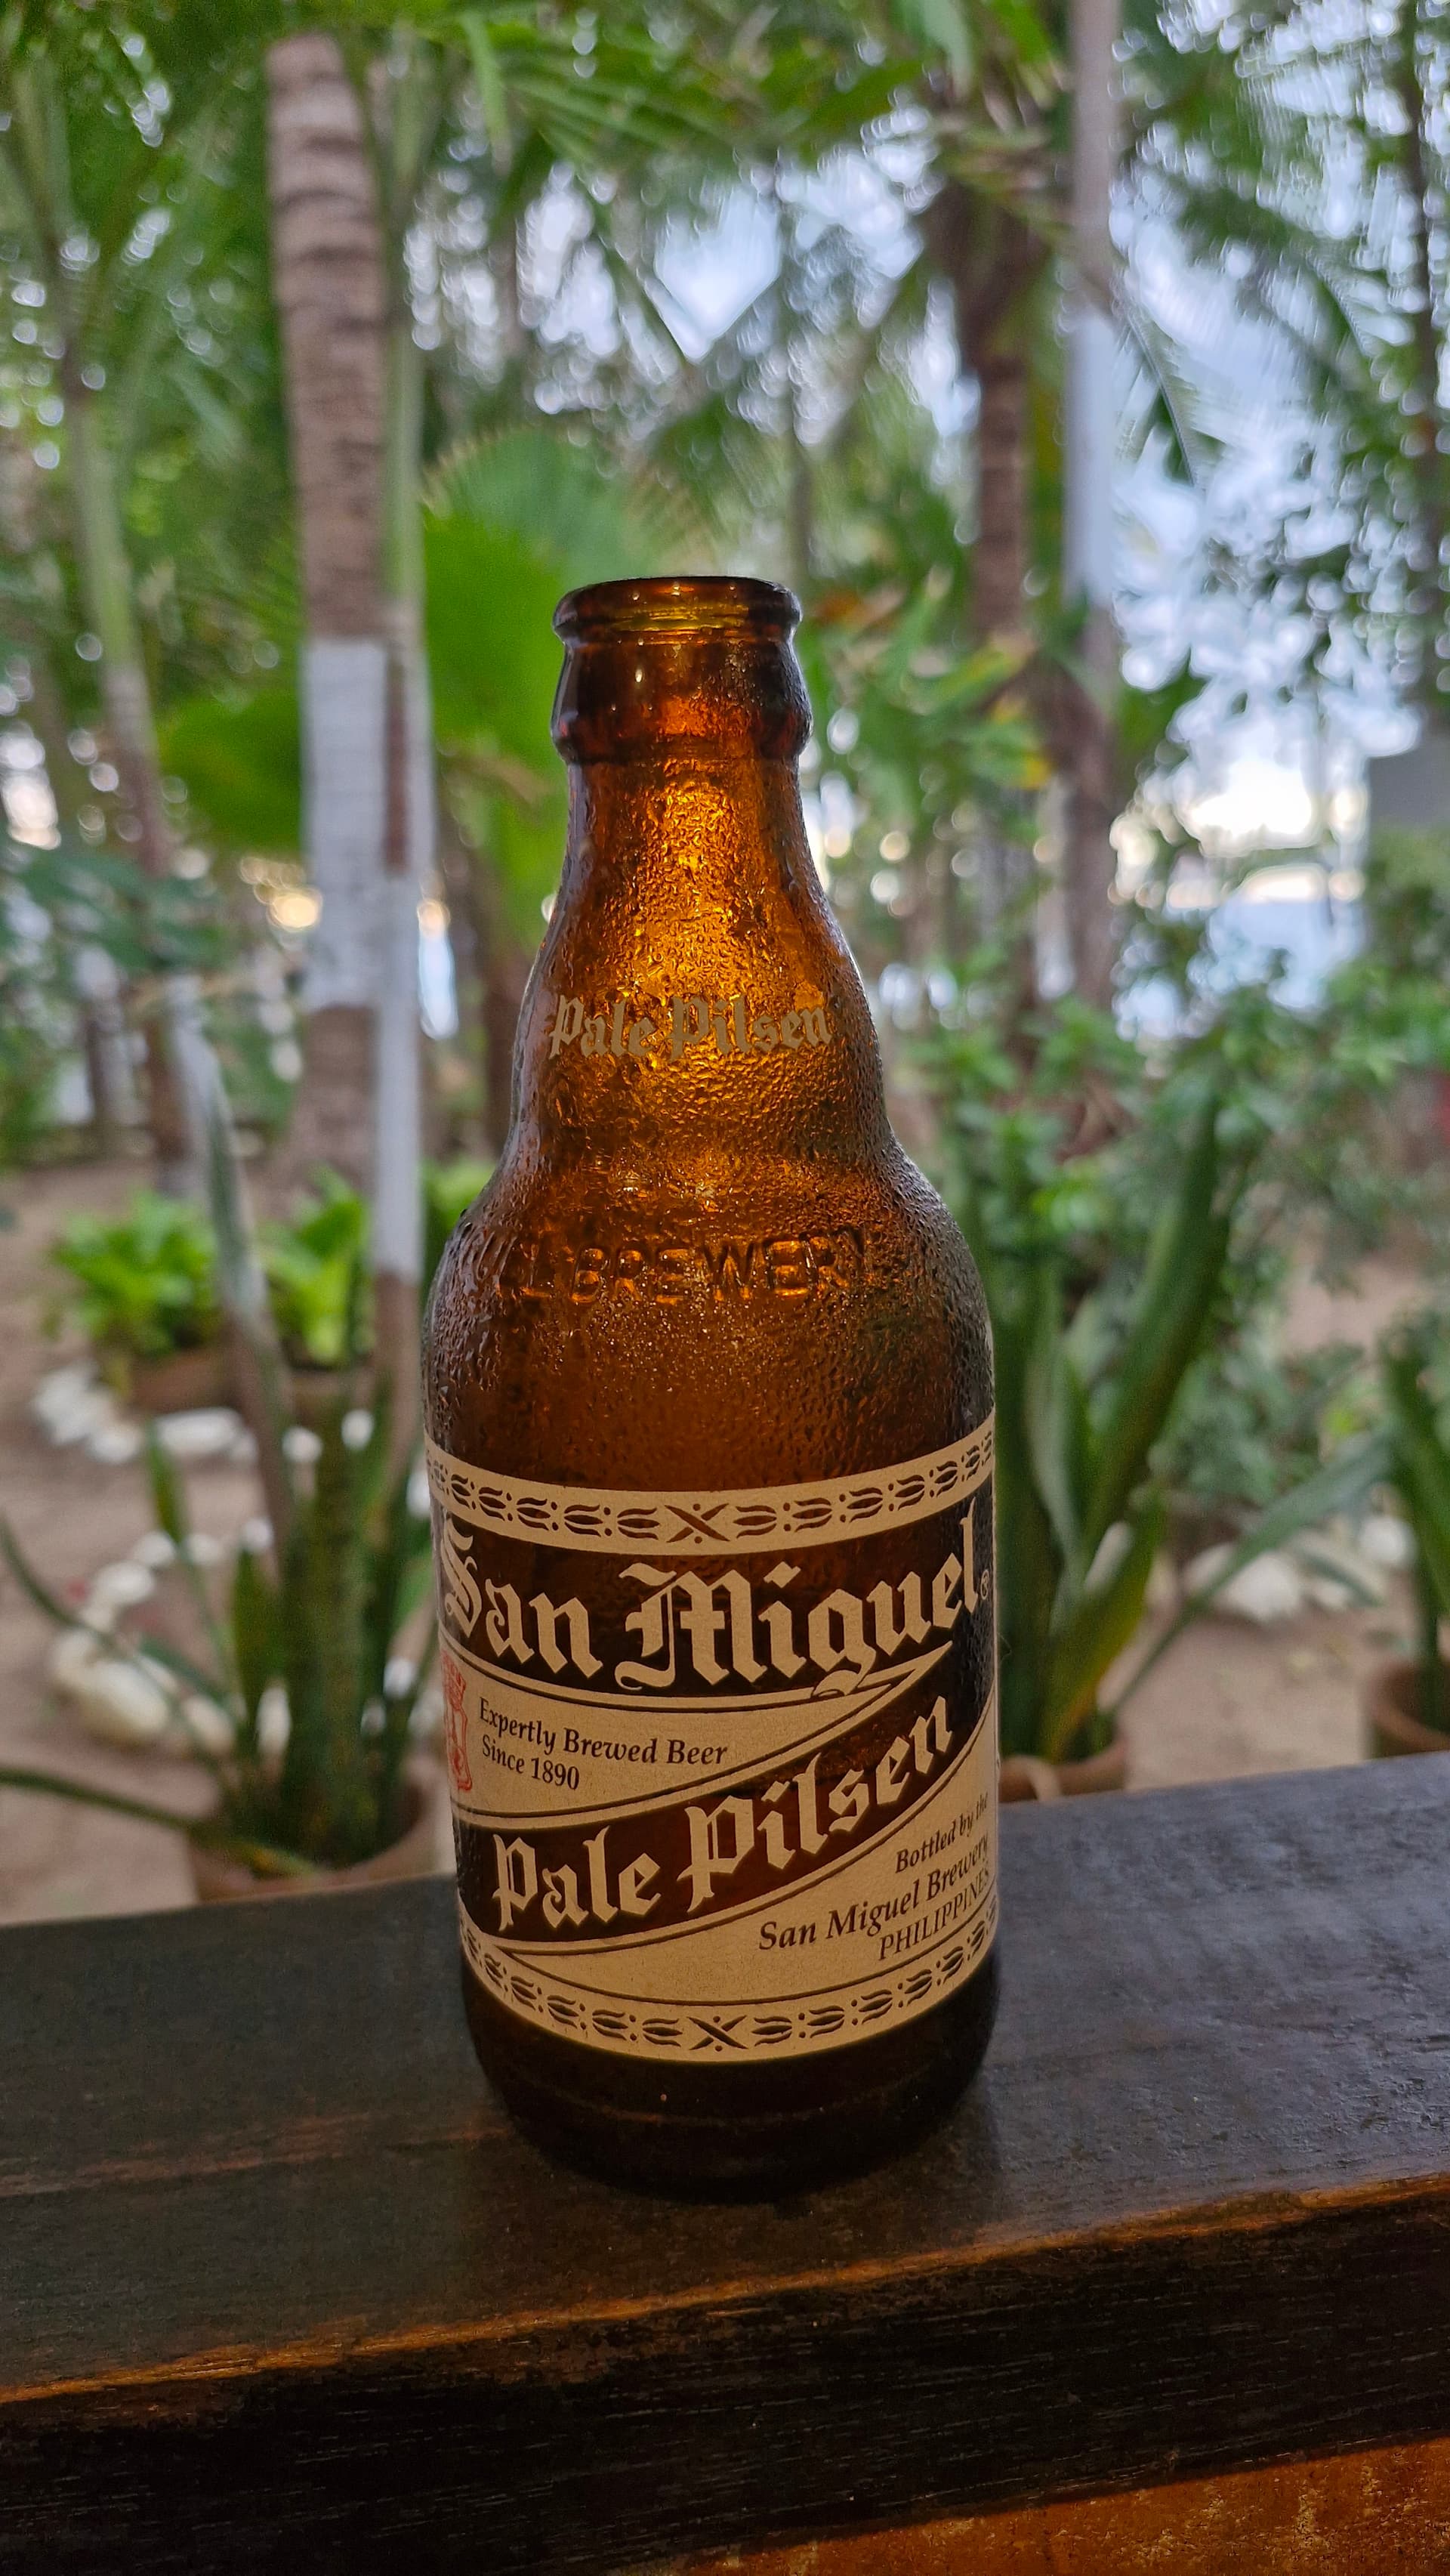 Pale Pilsen
BREWERY
San Miguel®
Expertly Brewed Beer
Since 1890
Pale Pilsen
Bottled by the
San Miguel Brewery
PHILIPPINES